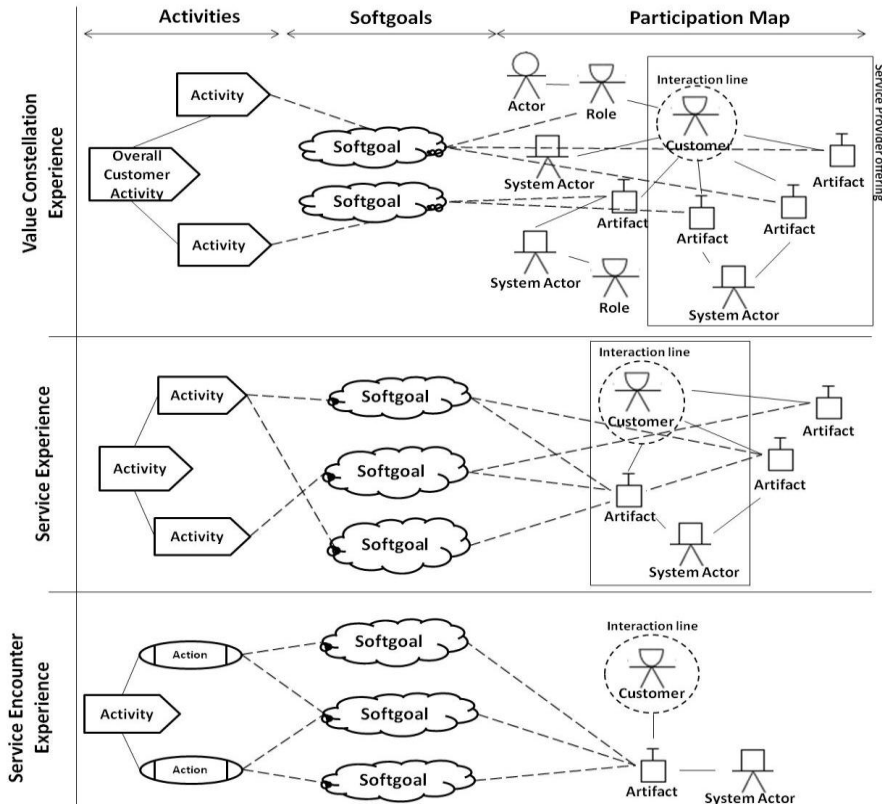 Activities
Softgoals
Participation Map
Value Constellation
Experience
Activity
Overall
Customer
Activity
Activity
Softgoal
Softgoal
Actor
Role
Interaction line
Customer
System Actor
Artifact
Artifact
Artifact
Artifact
System Actor
Role
System Actor
Service Provider offering
Service Experience
Activity
Activity
Activity
Softgoal
Softgoal
Softgoal
Interaction line
Customer
Artifact
Artifact
Artifact
System Actor
Service Encounter
Experience
Action
Activity
Action
Softgoal
Softgoal
Softgoal
Interaction line
Customer
Artifact
System Actor